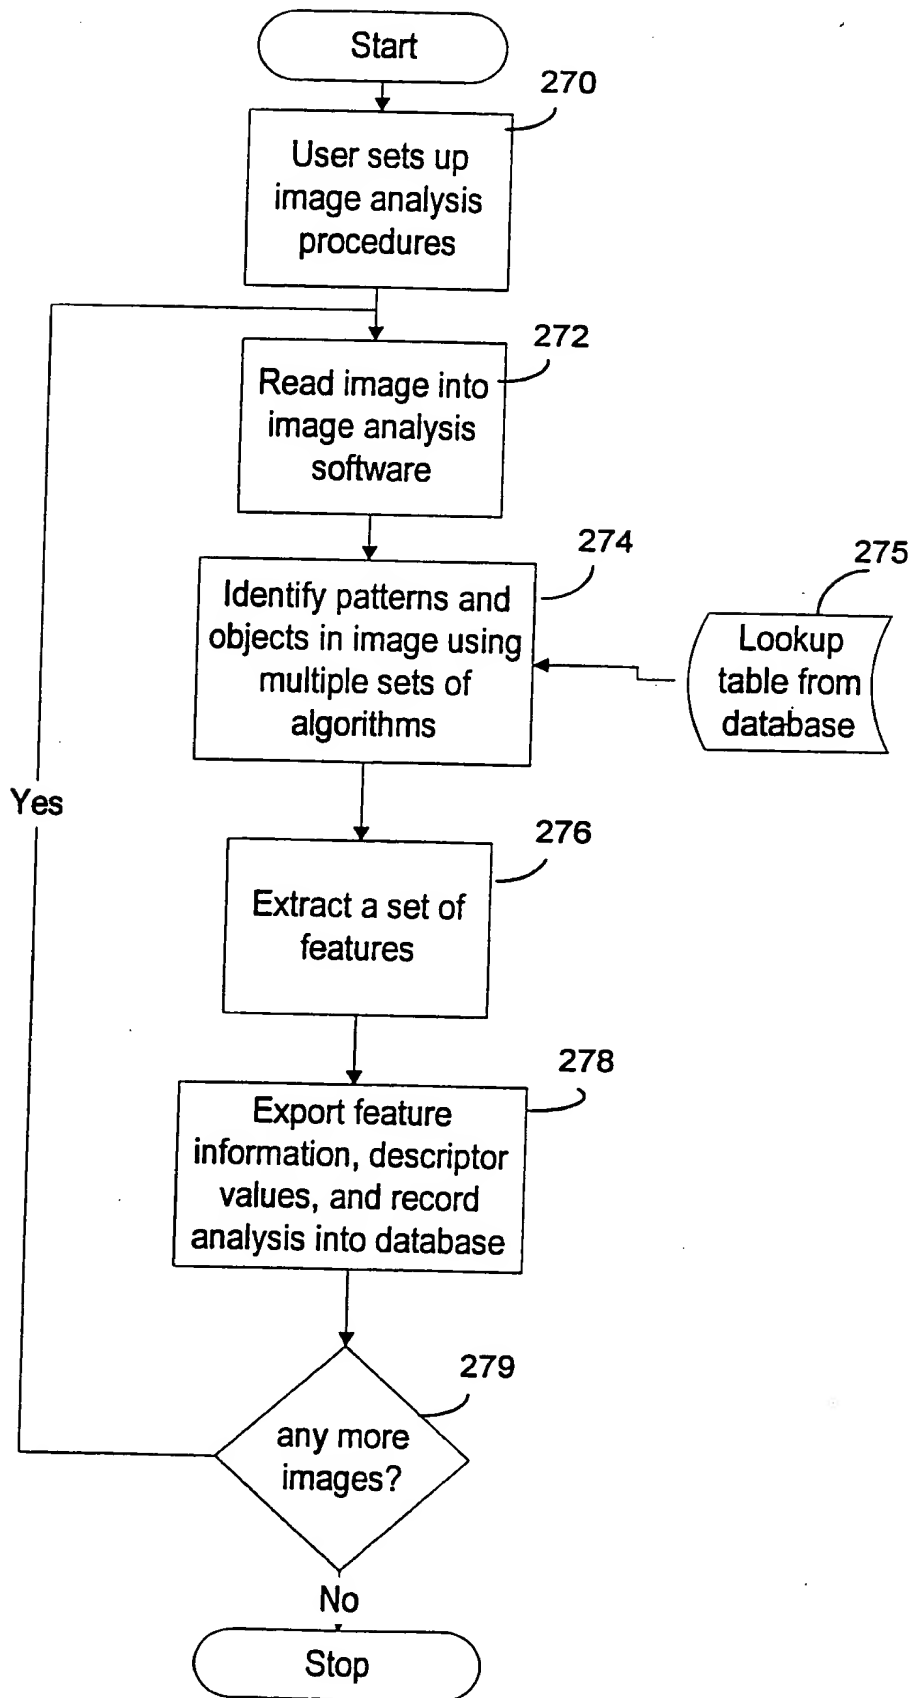 Start
270
User sets up
image analysis
procedures
272
Read image into
image analysis
software
274
Identify patterns and
objects in image using
multiple sets of
algorithms
275
Lookup
table from
database
Yes
276
Extract a set of
features
278
Export feature
information, descriptor
values, and record
analysis into database
279
any more
images?
No
Stop